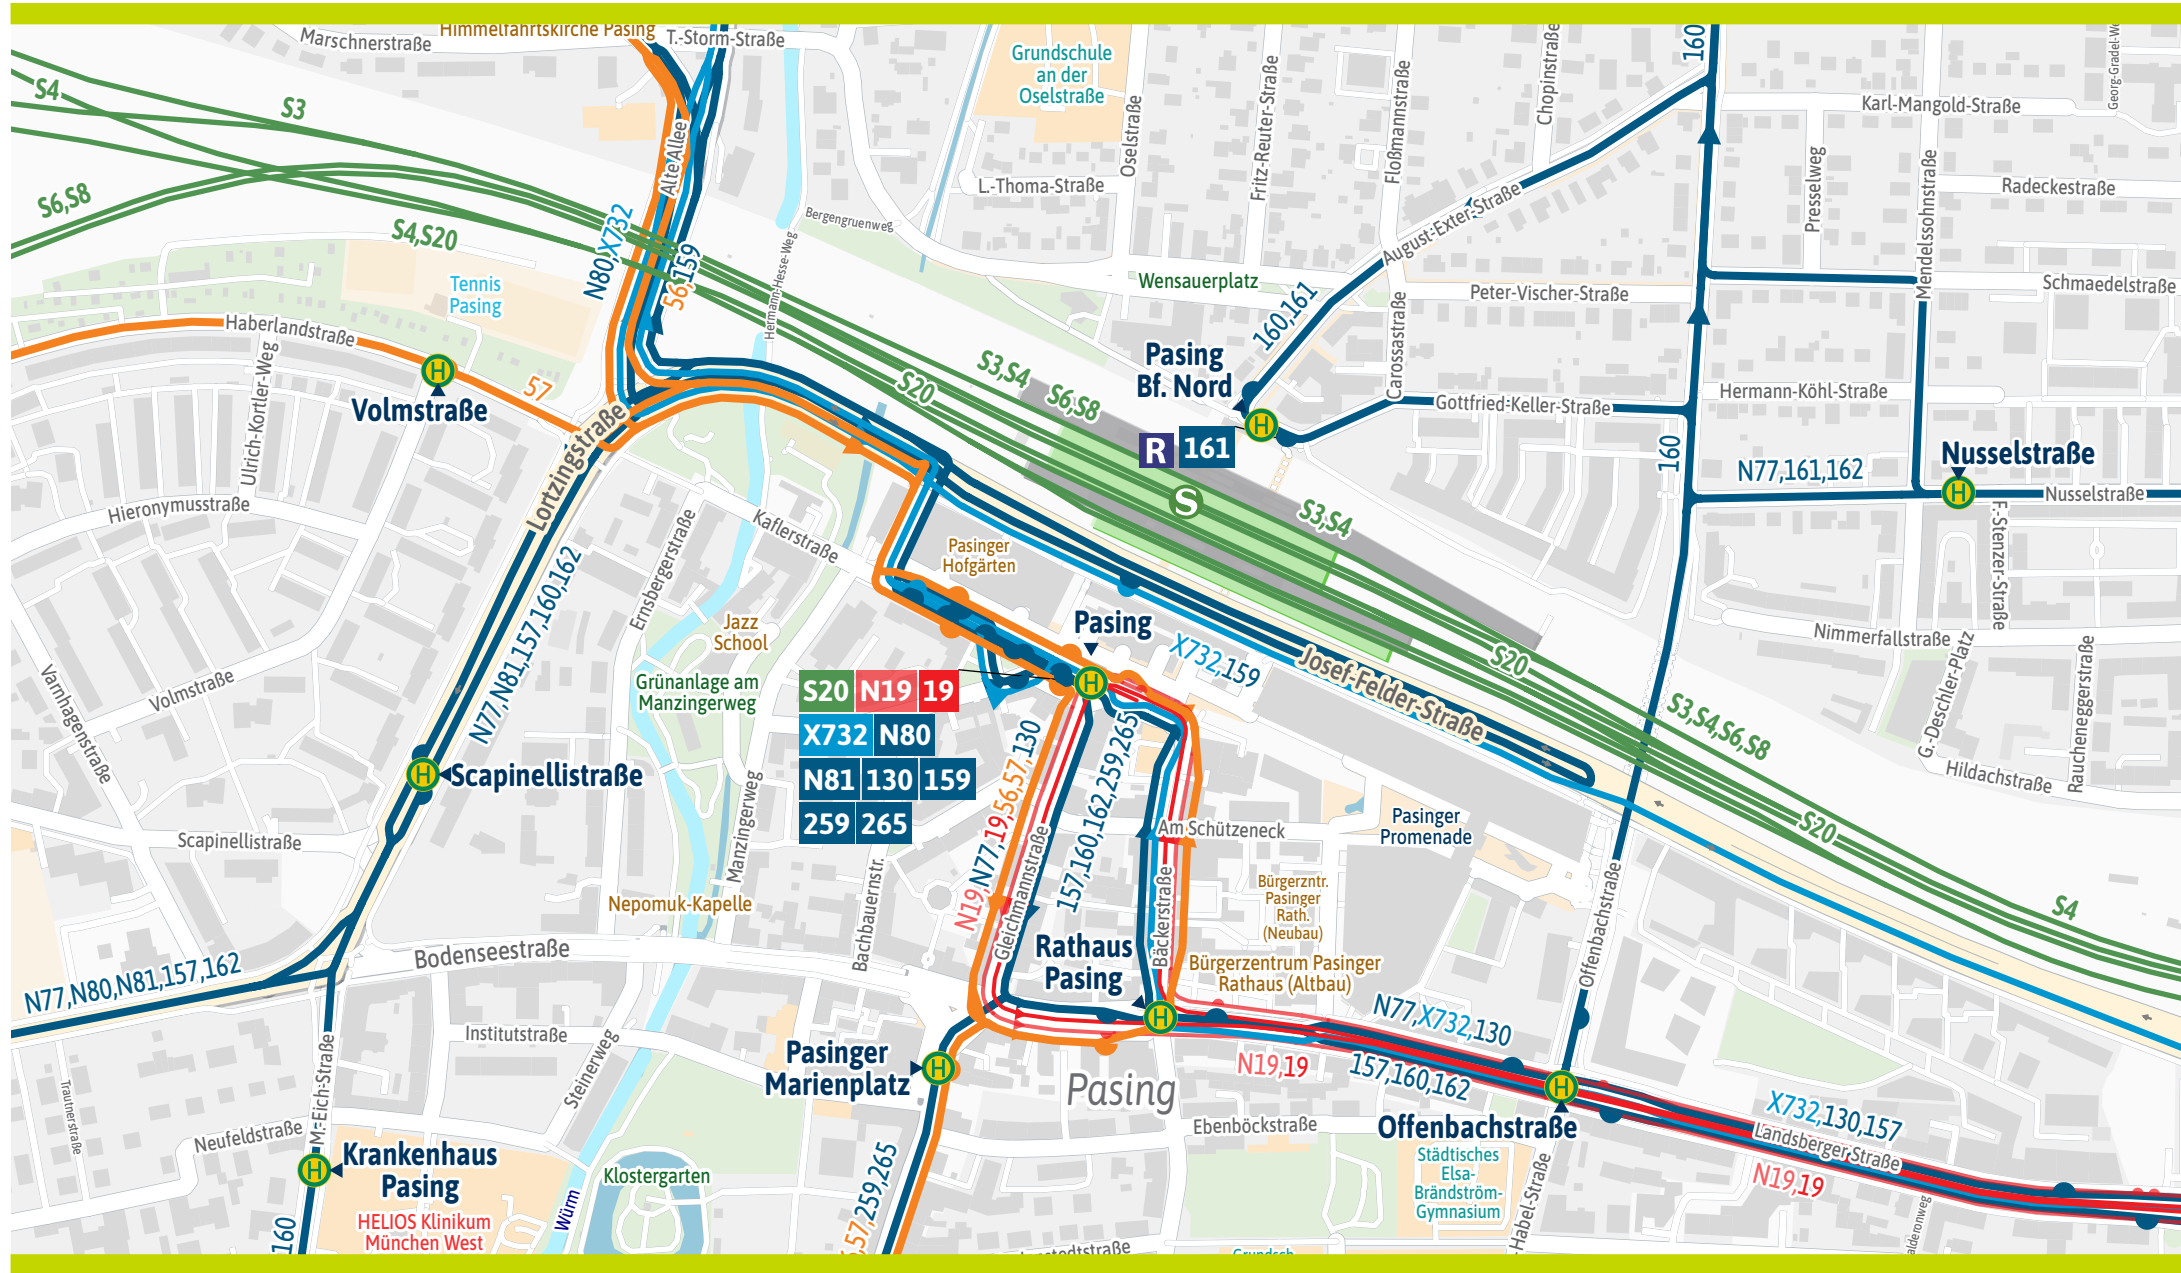 Himmelfahrtskirche Pasing
Marschnerstraße
T.-Storm-Straße
Grundschule
an der
Oselstraße
Oselstraße
Fritz-Reuter-Straße
Floßmannstraße
Chopinstraße
160
Karl-Mangold-Straße
S4
S3
Alte Allee
L.-Thoma-Straße
Presselweg
Mendelssohnstraße
Radeckestraße
S6,S8
S4,S20
N80,X732
56,159
Bergengruenweg
Hermann-Hesse-Weg
August-Exter-Straße
Wensauerplatz
Peter-Vischer-Straße
Schmaedelstraße
Tennis
Pasing
Haberlandstraße
Ulrich-Kortler-Weg
57
Volmstraße
160,161
Carossastraße
Pasing
Bf. Nord
R 161
S3,S4
S6,S8
S20
Gottfried-Keller-Straße
Hermann-Köhl-Straße
160
N77,161,162
Nusselstraße
Nusselstraße
F.-Stenzer-Straße
Lortzingstraße
Hieronymusstraße
Kaflerstraße
Ernsbergerstraße
N77,N81,157,160,162
Pasinger
Hofgärten
S
S3,S4
Jazz
School
Pasing
X732,159
Josef-Felder-Straße
S20
Nimmerfallstraße
G.-Deschler-Platz
Raucheneggerstraße
Hildachstraße
S3,S4,S6,S8
Varnhagenstraße
Volmstraße
Grünanlage am
Manzingerweg
S20 N19 19
X732 N80
N81 130 159
259 265
Scapinellistraße
Scapinellistraße
Manzingerweg
Bachbauernstr.
N19,N77,19,56,57,130
Gleichmannstraße
157,160,162,259,265
Am Schützeneck
Bäckerstraße
Pasinger
Promenade
S20
S4
Nepomuk-Kapelle
Bürgerzntr.
Pasinger
Rath.
(Neubau)
Offenbachstraße
Bodenseestraße
Rathaus
Pasing
Bürgerzentrum Pasinger
Rathaus (Altbau)
N77,N80,N81,157,162
N77,X732,130
Institutstraße
Steinerweg
M.-Eich-Straße
Trautnerstraße
Neufeldstraße
Pasinger
Marienplatz
Pasing
N19,19
157,160,162
Offenbachstraße
X732,130,157
Landsberger Straße
N19,19
Ebenböckstraße
Krankenhaus
Pasing
HELIOS Klinikum
München West
160
Würm
Klostergarten
57,259,265
Städtisches
Elsa-
Brändström-
Gymnasium
-Habel-Straße